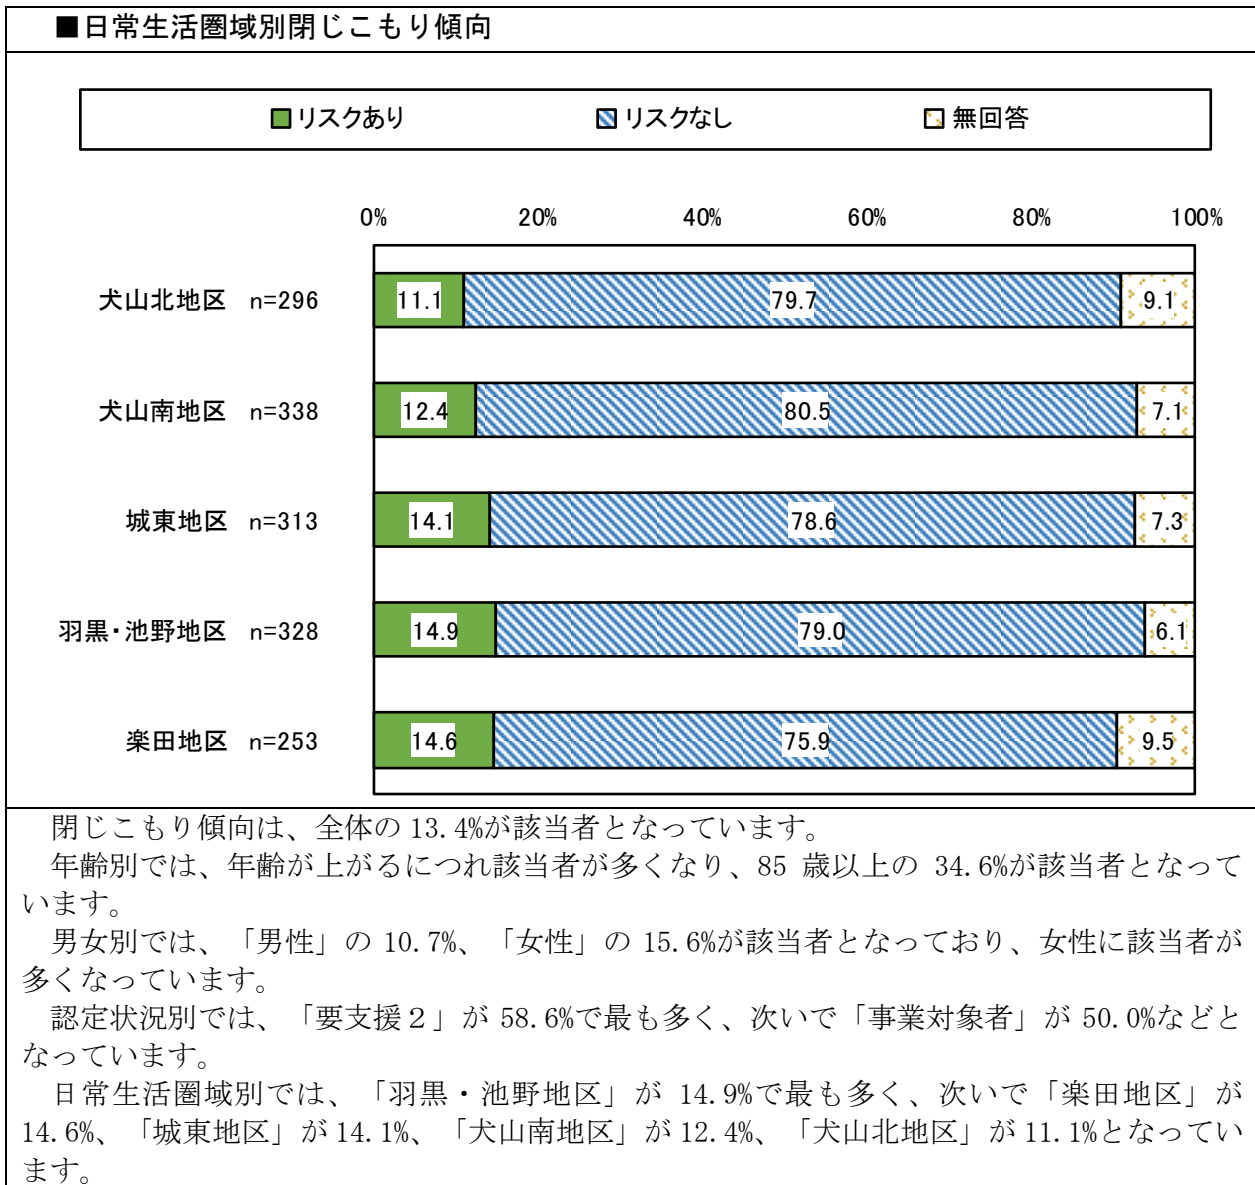 ■日常生活圏域別閉じこもり傾向
リスクあり リスクなし 無回答
0% 20% 40% 60% 80% 100%
犬山北地区 n=296 11.1 79.7 9.1
犬山南地区 n=338 12.4 80.5 7.1
城東地区 n=313 14.1 78.6 7.3
羽黒・池野地区 n=328 14.9 79.0 6.1
楽田地区 n=253 14.6 75.9 9.5
閉じこもり傾向は、全体の 13.4%が該当者となっています。
年齢別では、年齢が上がるにつれ該当者が多くなり、85 歳以上の 34.6%が該当者となって
います。
男女別では、「男性」の 10.7%、「女性」の 15.6%が該当者となっており、女性に該当者が
多くなっています。
認定状況別では、「要支援２」が 58.6%で最も多く、次いで「事業対象者」が 50.0%などと
なっています。
日常生活圏域別では、「羽黒・池野地区」が 14.9%で最も多く、次いで「楽田地区」が
14.6%、「城東地区」が 14.1%、「犬山南地区」が 12.4%、「犬山北地区」が 11.1%となってい
ます。